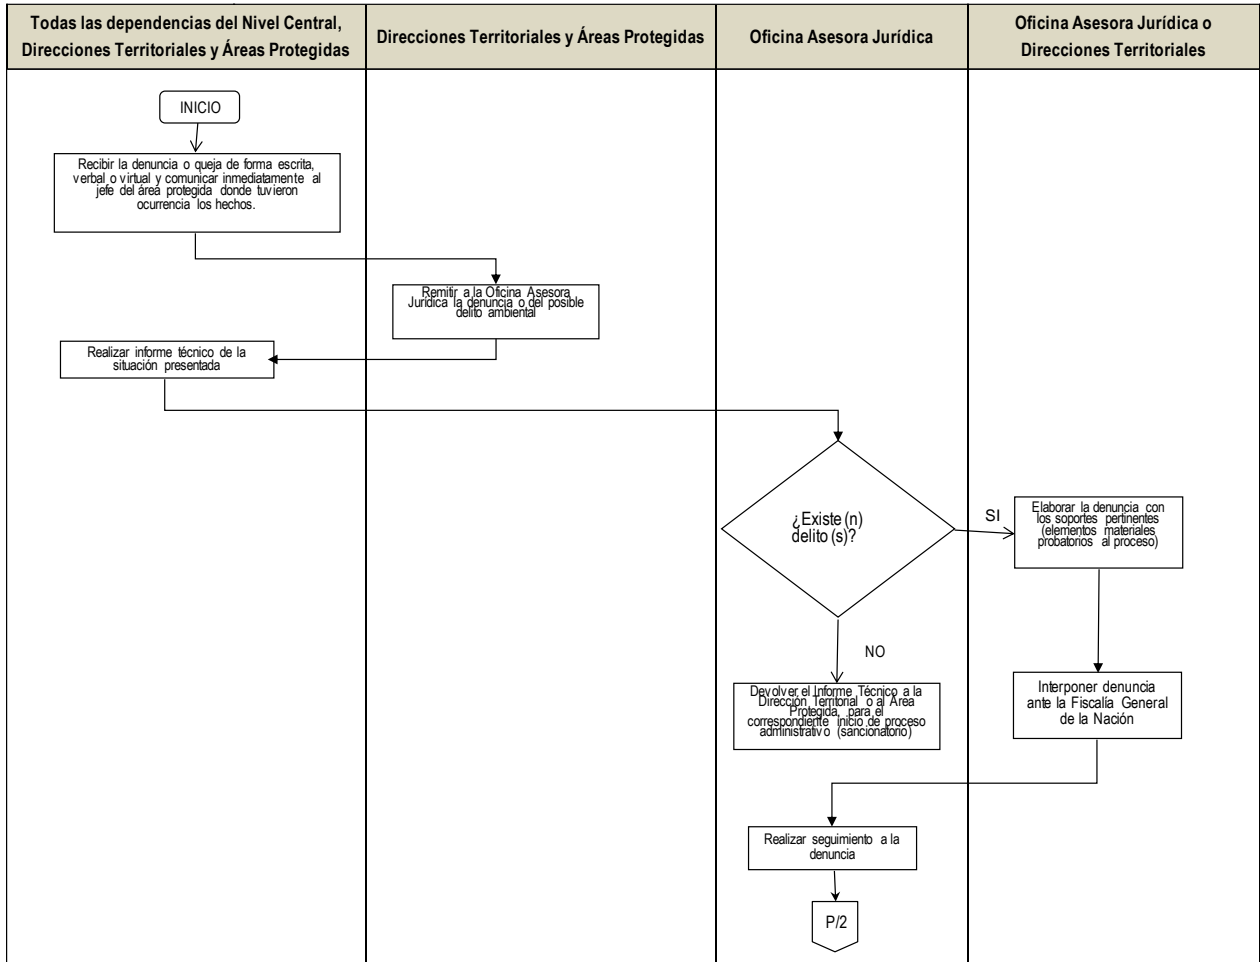 Todas las dependencias del Nivel Central,
Direcciones Territoriales y Áreas Protegidas
Direcciones Territoriales y Áreas Protegidas
Oficina Asesora Jurídica
Oficina Asesora Jurídica o
Direcciones Territoriales
INICIO
Recibir la denuncia o queja de forma escrita,
verbal o virtual y comunicar inmediatamente al
jefe del área protegida donde tuvieron
ocurrencia los hechos.
Remitir a la Oficina Asesora
Jurídica la denuncia o del posible
delito ambiental
Realizar informe técnico de la
situación presentada
¿Existe (n)
delito (s)?
SI
Elaborar la denuncia con
los soportes pertinentes
(elementos materiales
probatorios al proceso)
NO
Devolver el Informe Técnico a la
Dirección Territorial o al Área
Protegida, para el
correspondiente inicio de proceso
administrativo (sancionatorio)
Interponer denuncia
ante la Fiscalía General
de la Nación
Realizar seguimiento a la
denuncia
P/2